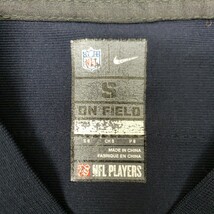 NFL
S
ON FIELD
MADE IN CHINA
FABRIQUÉ EN CHINE
NFL PLAYERS